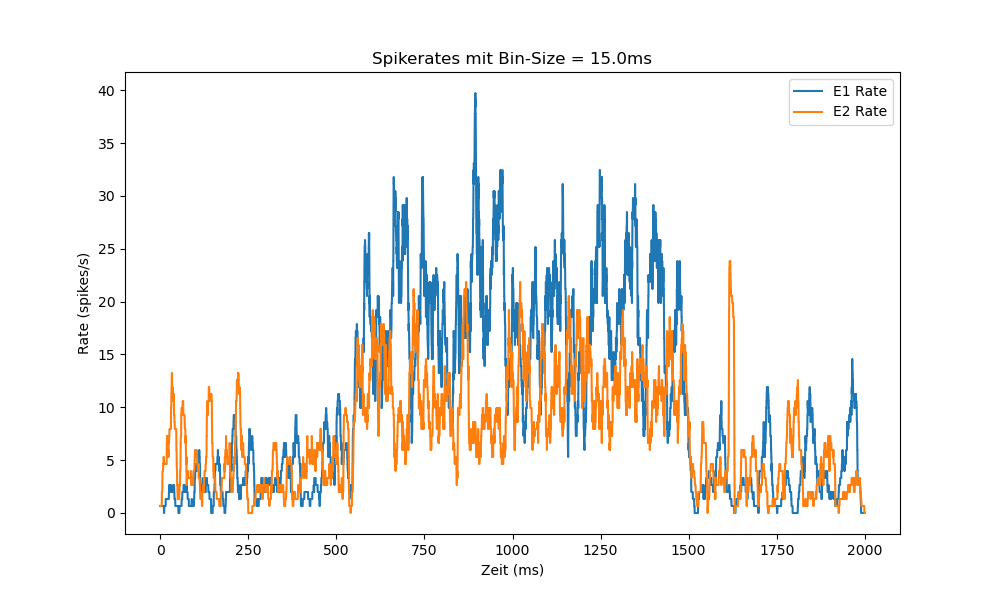 Spikerates mit Bin-Size = 15.0ms
E1 Rate
E2 Rate
40
35
30
25
20
15
10
5
0
Rate (spikes/s)
0 250 500 750 1000 1250 1500 1750 2000
Zeit (ms)